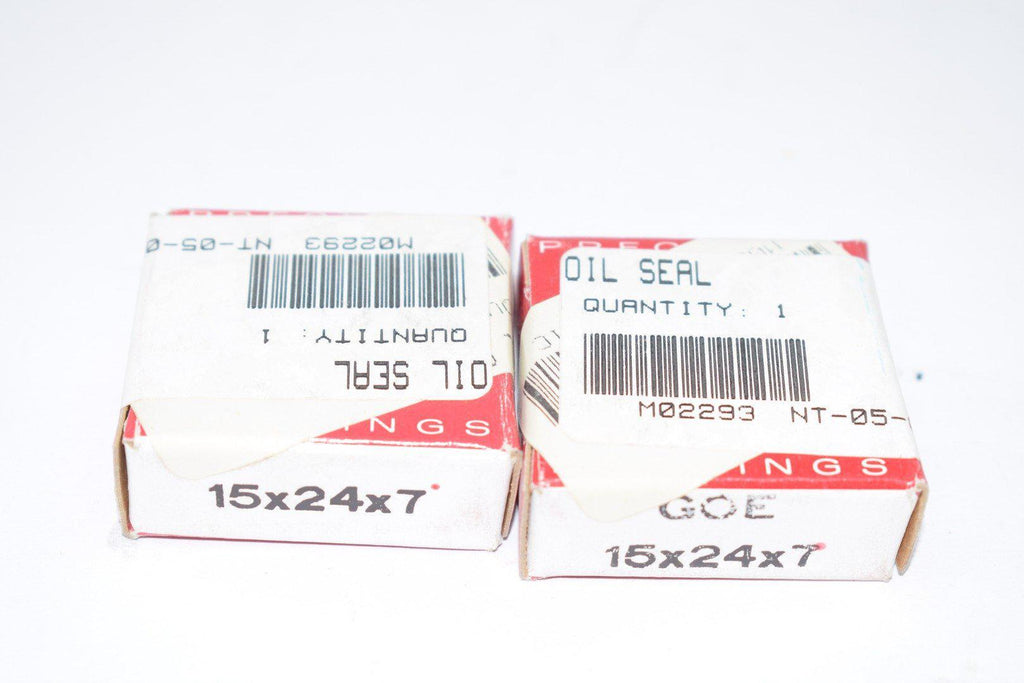 M02293 NT-05-0
QUANTITY: 1
OIL SEAL
INGS
15x24x7
PREC
OIL SEAL
QUANTITY: 1
M02293 NT-05-
INGS
GOE
15x24x7